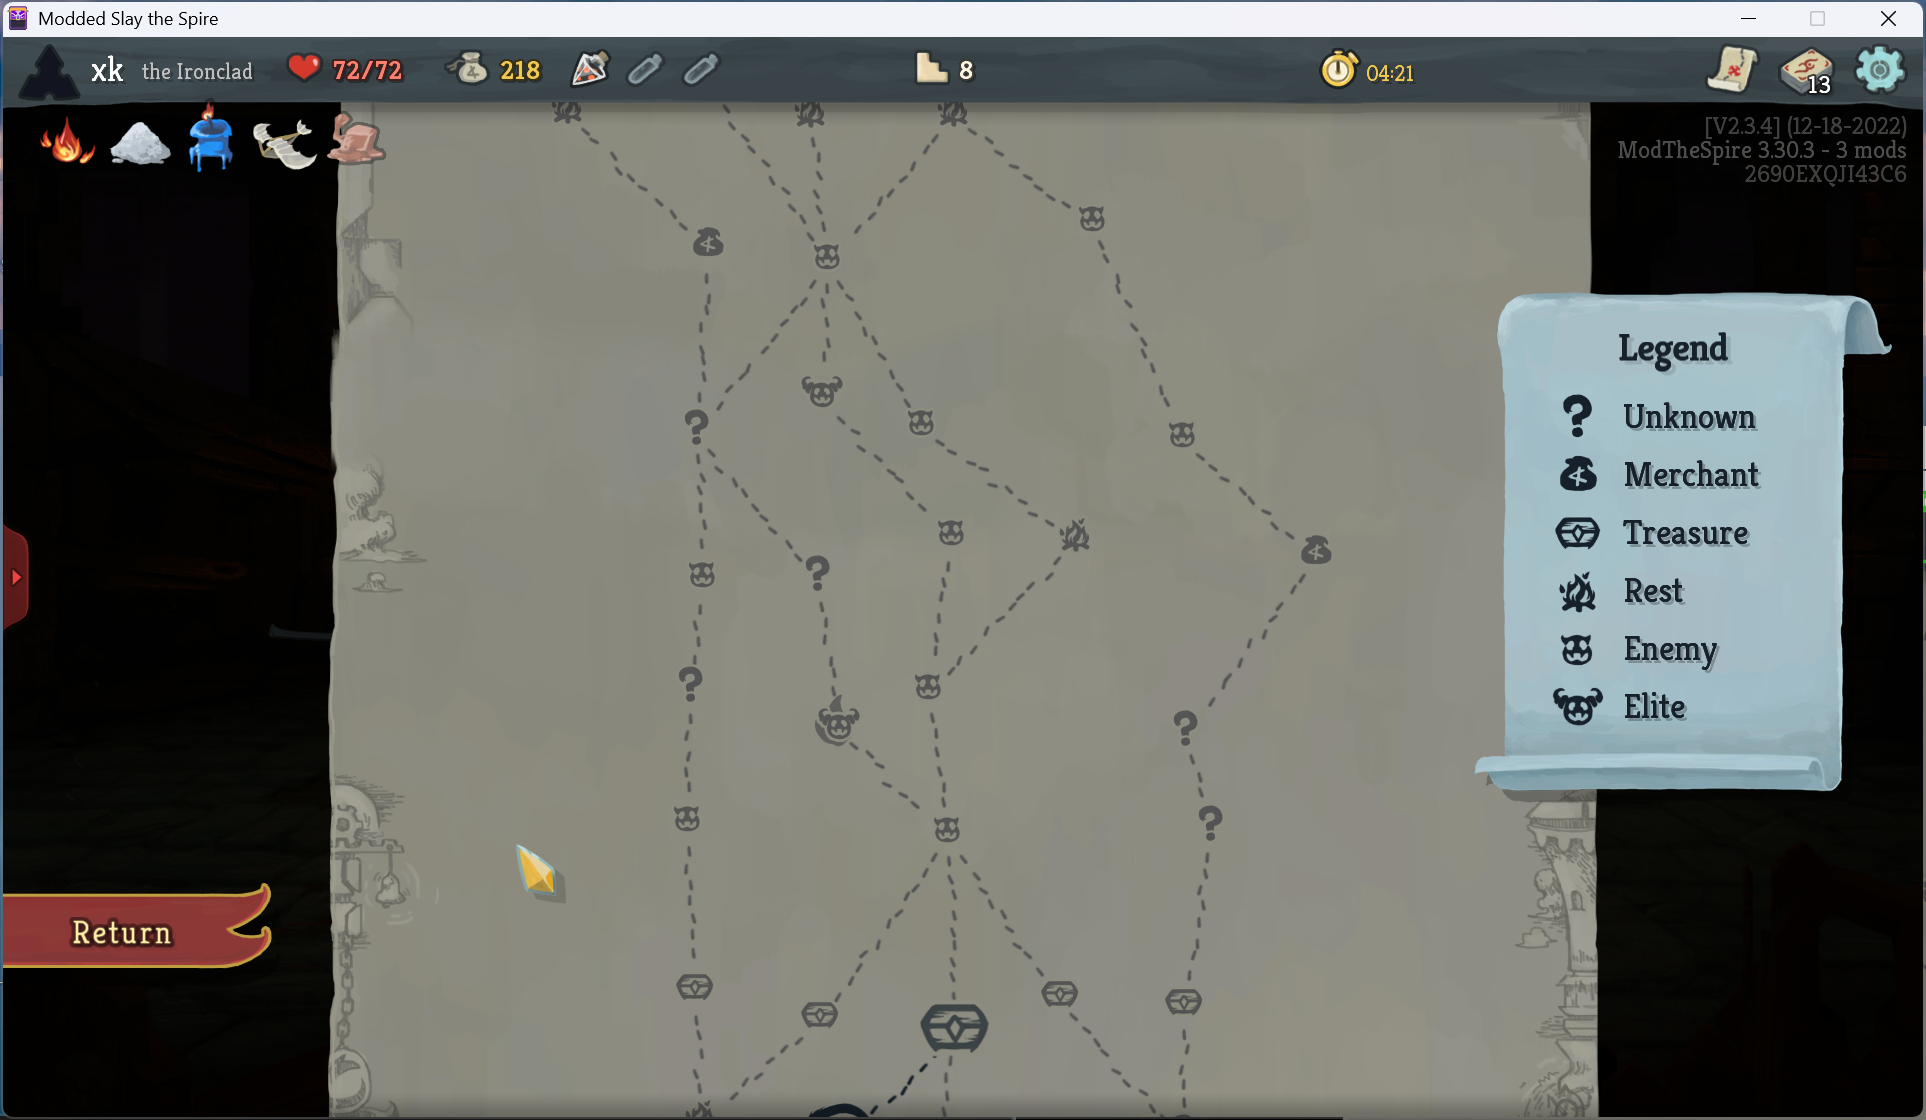 Modded Slay the Spire
xk the Ironclad 72/72 218 8 04:21 13
[V2.3.4] (12-18-2022)
ModTheSpire 3.30.3 - 3 mods
2690EXQJI43C6
Legend
Unknown
Merchant
Treasure
Rest
Enemy
Elite
Return